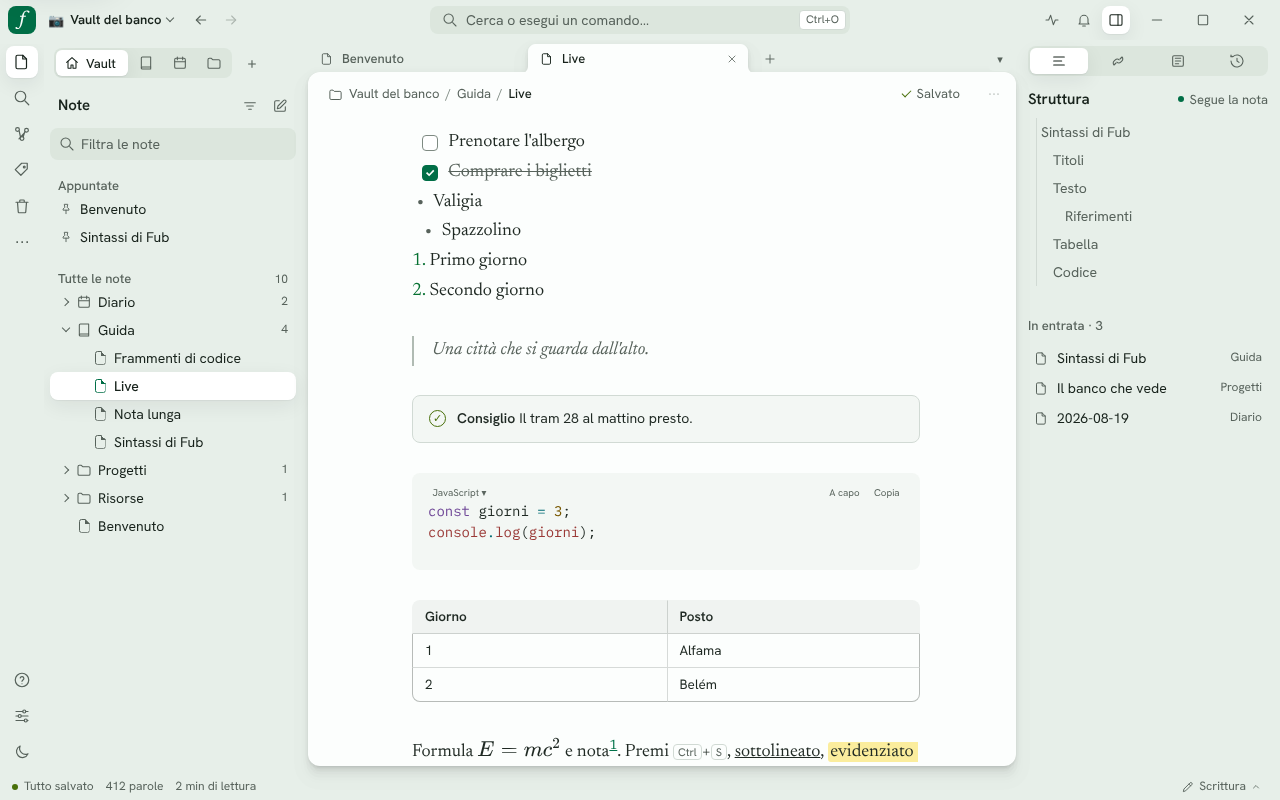 Vault del banco
Cerca o esegui un comando...
Ctrl+O
Vault
Note
Filtra le note
Appuntate
Benvenuto
Sintassi di Fub
Tutte le note 10
Diario 2
Guida 4
Frammenti di codice
Live
Nota lunga
Sintassi di Fub
Progetti 1
Risorse 1
Benvenuto
Benvenuto
Live
Vault del banco / Guida / Live
Salvato
Prenotare l'albergo
Comprare i biglietti
• Valigia
• Spazzolino
1. Primo giorno
2. Secondo giorno
Una città che si guarda dall'alto.
Consiglio Il tram 28 al mattino presto.
JavaScript ▾ A capo Copia
const giorni = 3;
console.log(giorni);
Giorno Posto
1 Alfama
2 Belém
Formula E = mc² e nota¹. Premi Ctrl+S, sottolineato, evidenziato
Struttura
Segue la nota
Sintassi di Fub
Titoli
Testo
Riferimenti
Tabella
Codice
In entrata · 3
Sintassi di Fub Guida
Il banco che vede Progetti
2026-08-19 Diario
Tutto salvato 412 parole 2 min di lettura
Scrittura